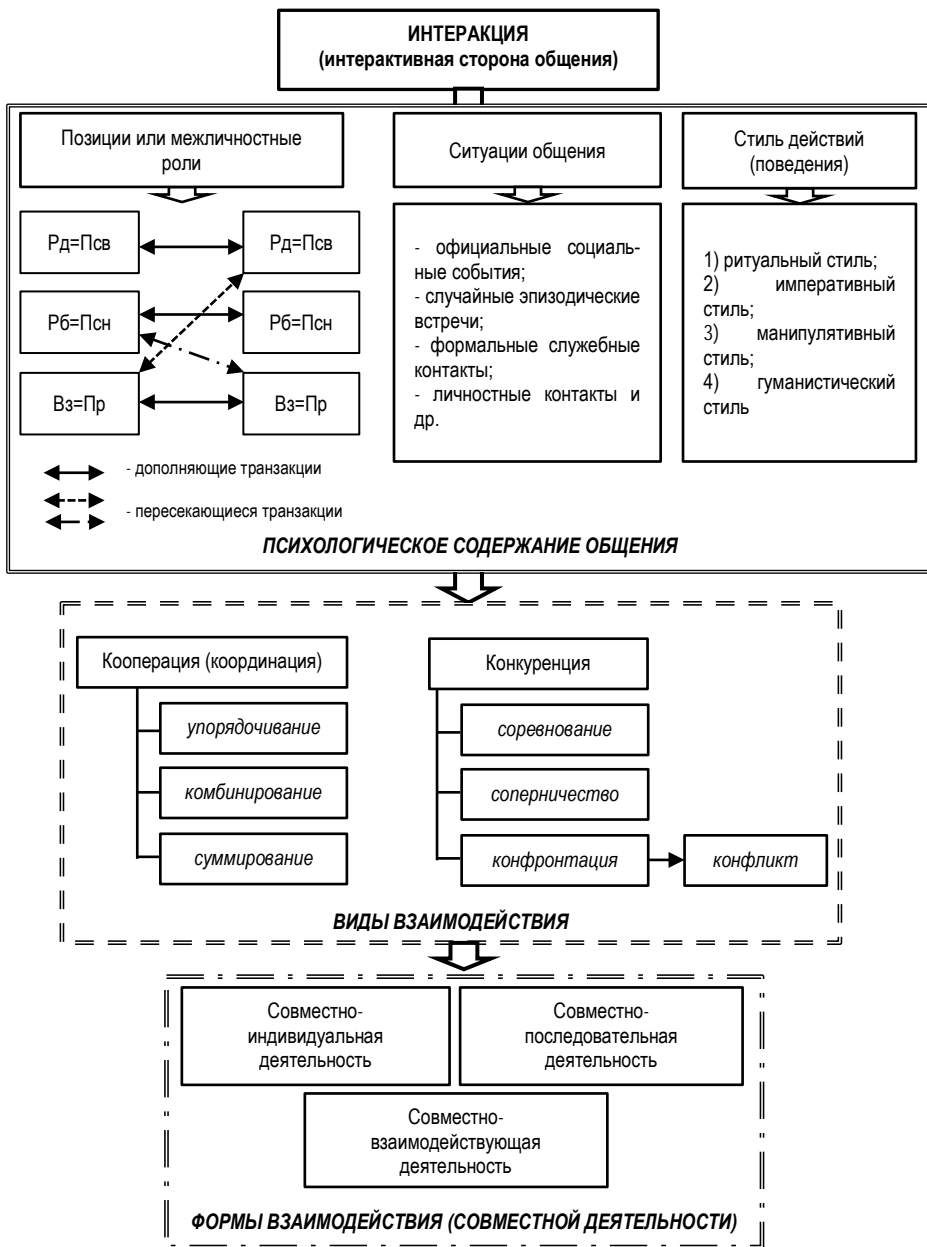 ИНТЕРАКЦИЯ
(интерактивная сторона общения)
Позиции или межличностные
роли
Ситуации общения
Стиль действий
(поведения)
Рд=Псв
Рд=Псв
Рб=Псн
Рб=Псн
Вз=Пр
Вз=Пр
- официальные социаль-
ные события;
- случайные эпизодические
встречи;
- формальные служебные
контакты;
- личностные контакты и
др.
1) ритуальный стиль;
2) императивный
стиль;
3) манипулятивный
стиль;
4) гуманистический
стиль
- дополняющие транзакции
- пересекающиеся транзакции
ПСИХОЛОГИЧЕСКОЕ СОДЕРЖАНИЕ ОБЩЕНИЯ
Кооперация (координация)
упорядочивание
комбинирование
суммирование
Конкуренция
соревнование
соперничество
конфронтация
конфликт
ВИДЫ ВЗАИМОДЕЙСТВИЯ
Совместно-
индивидуальная
деятельность
Совместно-
последовательная
деятельность
Совместно-
взаимодействующая
деятельность
ФОРМЫ ВЗАИМОДЕЙСТВИЯ (СОВМЕСТНОЙ ДЕЯТЕЛЬНОСТИ)